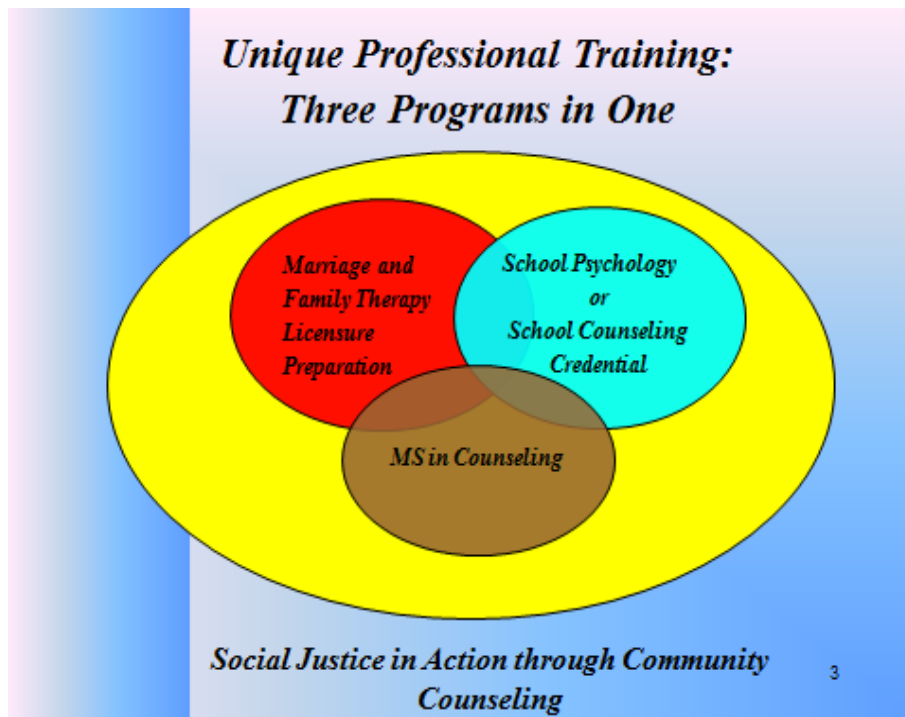 Unique Professional Training:
Three Programs in One
Marriage and
Family Therapy
Licensure
Preparation
School Psychology
or
School Counseling
Credential
MS in Counseling
Social Justice in Action through Community
Counseling
3